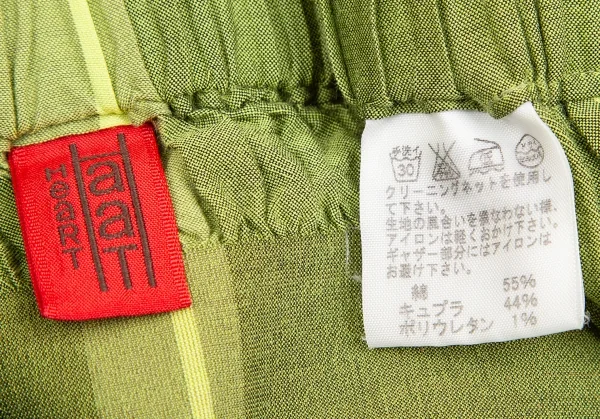 HaaT
HEART
手洗イ
30
クリーニングネットを使用し
て下さい。
生地の風合いを損なわない様、
アイロンは軽くおかけ下さい。
ギャザー部分にはアイロンは
お避け下さい。
綿 55%
キュプラ 44%
ポリウレタン 1%